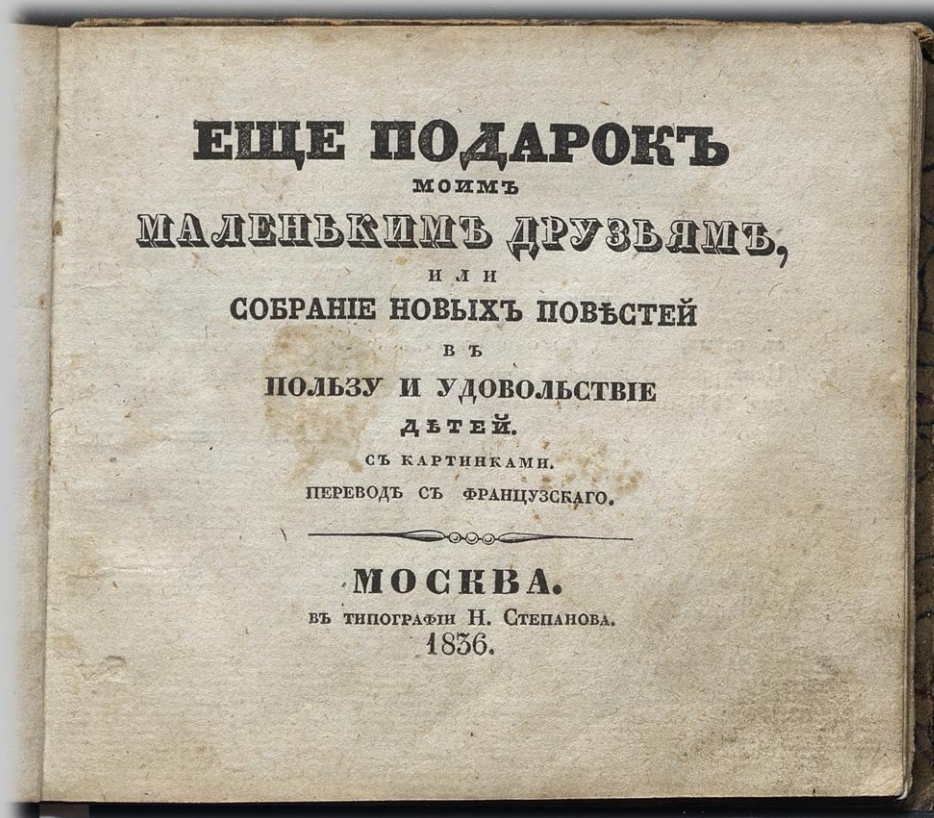 ЕЩЕ ПОДАРОКЪ
МОИМЪ
МАЛЕНЬКИМЪ ДРУЗЬЯМЪ,
ИЛИ
СОБРАНІЕ НОВЫХЪ ПОВѢСТЕЙ
ВЪ
ПОЛЬЗУ И УДОВОЛЬСТВІЕ
ДѢТЕЙ.
СЪ КАРТИНКАМИ.
ПЕРЕВОДЪ СЪ ФРАНЦУЗСКАГО.
МОСКВА.
ВЪ ТИПОГРАФІИ Н. СТЕПАНОВА.
1836.